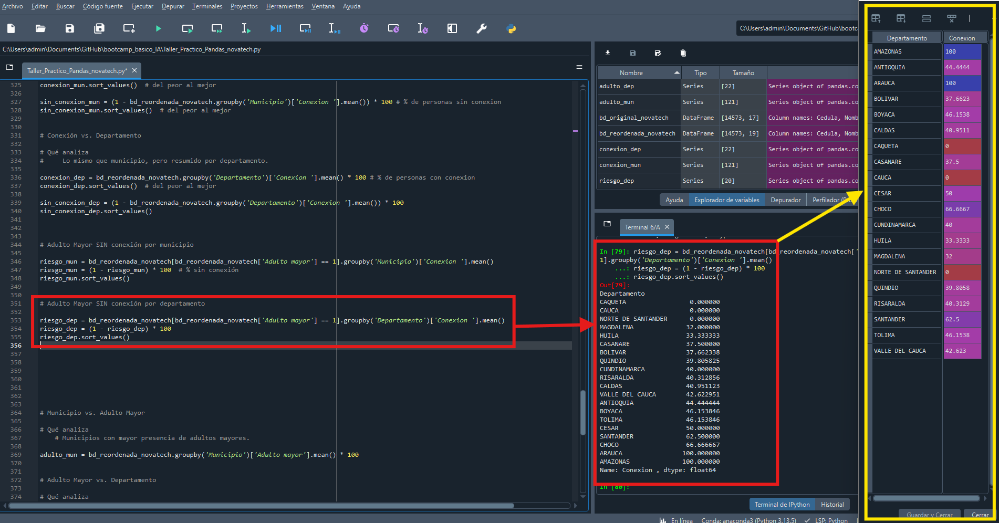 Archivo Editar Buscar Código fuente Ejecutar Depurar Terminales Proyectos Herramientas Ventana Ayuda
C:\Users\admin\Documents\GitHub\bootca
C:\Users\admin\Documents\GitHub\bootcamp_basico_IA\Taller_Practico_Pandas_novatech.py
Taller_Practico_Pandas_novatech.py*
325 conexion_mun.sort_values()  # del peor al mejor
326
327 sin_conexion_mun = (1 - bd_reordenada_novatech.groupby('Municipio')['Conexion '].mean()) * 100 # % de personas sin conexion
328 sin_conexion_mun.sort_values()  # del peor al mejor
329
330
331 # Conexión vs. Departamento
332
333 # Qué analiza
334 #     Lo mismo que municipio, pero resumido por departamento.
335
336 conexion_dep = bd_reordenada_novatech.groupby('Departamento')['Conexion '].mean() * 100 # % de personas con conexion
337 conexion_dep.sort_values()  # del peor al mejor
338
339 sin_conexion_dep = (1 - bd_reordenada_novatech.groupby('Departamento')['Conexion '].mean()) * 100
340 sin_conexion_dep.sort_values()
341
342
343
344 # Adulto Mayor SIN conexión por municipio
345
346 riesgo_mun = bd_reordenada_novatech[bd_reordenada_novatech['Adulto mayor'] == 1].groupby('Municipio')['Conexion '].mean()
347 riesgo_mun = (1 - riesgo_mun) * 100  # % sin conexión
348 riesgo_mun.sort_values()
349
350
351 # Adulto Mayor SIN conexión por departamento
352
353 riesgo_dep = bd_reordenada_novatech[bd_reordenada_novatech['Adulto mayor'] == 1].groupby('Departamento')['Conexion '].mean()
354 riesgo_dep = (1 - riesgo_dep) * 100
355 riesgo_dep.sort_values()
356
357
358
359
360
361
362
363
364 # Municipio vs. Adulto Mayor
365
366 # Qué analiza
367     # Municipios con mayor presencia de adultos mayores.
368
369 adulto_mun = bd_reordenada_novatech.groupby('Municipio')['Adulto mayor'].mean() * 100
370
371
372 # Adulto Mayor vs. Departamento
373
374 # Qué analiza
Nombre Tipo Tamaño
adulto_dep Series [22] Series object of pandas.co
adulto_mun Series [121] Series object of pandas.co
bd_original_novatech DataFrame [14573, 17] Column names: Cedula, Nomb
bd_reordenada_novatech DataFrame [14573, 19] Column names: Cedula, Nomb
conexion_dep Series [22] Series object of pandas.co
conexion_mun Series [121] Series object of pandas.co
riesgo_dep Series [20] Series object of pandas.co
Ayuda Explorador de variables Depurador Perfilador
Terminal 6/A
In [79]: riesgo_dep = bd_reordenada_novatech[bd_reordenada_novatech['
1].groupby('Departamento')['Conexion '].mean()
...: riesgo_dep = (1 - riesgo_dep) * 100
...: riesgo_dep.sort_values()
Out[79]:
Departamento
CAQUETA 0.000000
CAUCA 0.000000
NORTE DE SANTANDER 0.000000
MAGDALENA 32.000000
HUILA 33.333333
CASANARE 37.500000
BOLIVAR 37.662338
QUINDIO 39.805825
CUNDINAMARCA 40.000000
RISARALDA 40.312856
CALDAS 40.951123
VALLE DEL CAUCA 42.622951
ANTIOQUIA 44.444444
BOYACA 46.153846
TOLIMA 46.153846
CESAR 50.000000
SANTANDER 62.500000
CHOCO 66.666667
ARAUCA 100.000000
AMAZONAS 100.000000
Name: Conexion , dtype: float64
In [80]:
Terminal de IPython Historial
En línea Conda: anaconda3 (Python 3.13.5) LSP: Python
Departamento Conexion
AMAZONAS 100
ANTIOQUIA 44.4444
ARAUCA 100
BOLIVAR 37.6623
BOYACA 46.1538
CALDAS 40.9511
CAQUETA 0
CASANARE 37.5
CAUCA 0
CESAR 50
CHOCO 66.6667
CUNDINAMARCA 40
HUILA 33.3333
MAGDALENA 32
NORTE DE SANTANDER 0
QUINDIO 39.8058
RISARALDA 40.3129
SANTANDER 62.5
TOLIMA 46.1538
VALLE DEL CAUCA 42.623
Guardar y Cerrar Cerrar